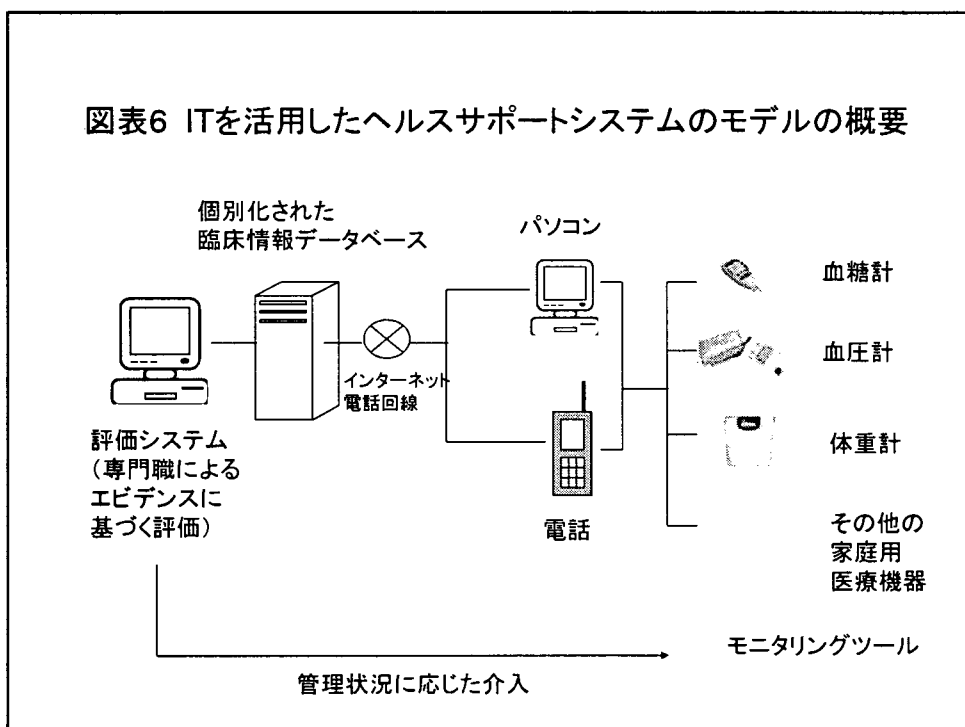 図表6 ITを活用したヘルスサポートシステムのモデルの概要
個別化された
臨床情報データベース
パソコン
血糖計
血圧計
インターネット
電話回線
体重計
評価システム
(専門職による
エビデンスに
基づく評価)
電話
その他の
家庭用
医療機器
モニタリングツール
管理状況に応じた介入